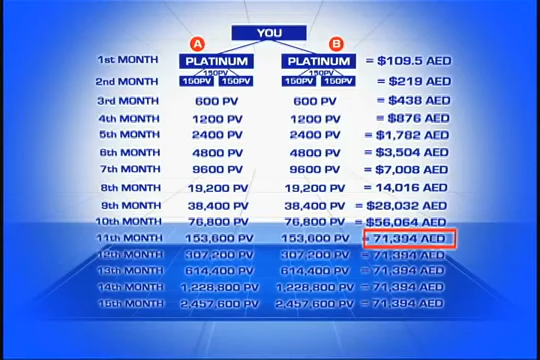 YOU
A B
1st MONTH PLATINUM PLATINUM = $109.5 AED
150PV 150PV
2nd MONTH 150PV 150PV 150PV 150PV = $219 AED
3rd MONTH 600 PV 600 PV = $438 AED
4th MONTH 1200 PV 1200 PV = $876 AED
5th MONTH 2400 PV 2400 PV = $1,782 AED
6th MONTH 4800 PV 4800 PV = $3,504 AED
7th MONTH 9600 PV 9600 PV = $7,008 AED
8th MONTH 19,200 PV 19,200 PV = 14,016 AED
9th MONTH 38,400 PV 38,400 PV = $28,032 AED
10th MONTH 76,800 PV 76,800 PV = $56,064 AED
11th MONTH 153,600 PV 153,600 PV = 71,394 AED
12th MONTH 307,200 PV 307,200 PV = 71,394 AED
13th MONTH 614,400 PV 614,400 PV = 71,394 AED
14th MONTH 1,228,800 PV 1,228,800 PV = 71,394 AED
15th MONTH 2,457,600 PV 2,457,600 PV = 71,394 AED